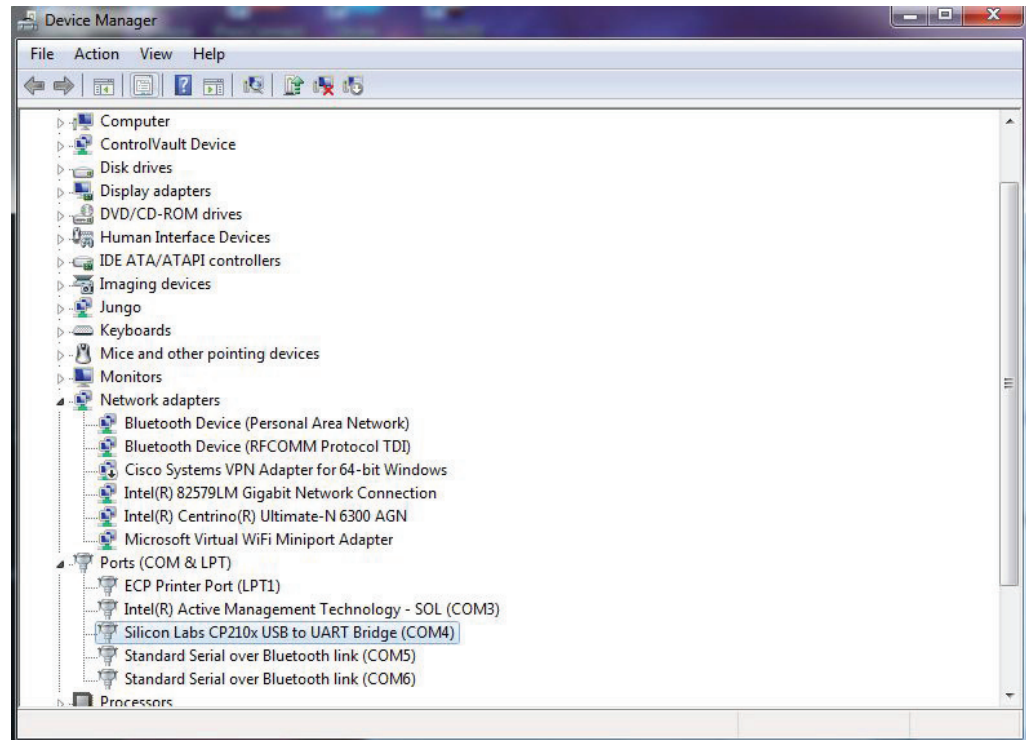 Device Manager
File Action View Help
Computer
ControlVault Device
Disk drives
Display adapters
DVD/CD-ROM drives
Human Interface Devices
IDE ATA/ATAPI controllers
Imaging devices
Jungo
Keyboards
Mice and other pointing devices
Monitors
Network adapters
Bluetooth Device (Personal Area Network)
Bluetooth Device (RFCOMM Protocol TDI)
Cisco Systems VPN Adapter for 64-bit Windows
Intel(R) 82579LM Gigabit Network Connection
Intel(R) Centrino(R) Ultimate-N 6300 AGN
Microsoft Virtual WiFi Miniport Adapter
Ports (COM & LPT)
ECP Printer Port (LPT1)
Intel(R) Active Management Technology - SOL (COM3)
Silicon Labs CP210x USB to UART Bridge (COM4)
Standard Serial over Bluetooth link (COM5)
Standard Serial over Bluetooth link (COM6)
Processors